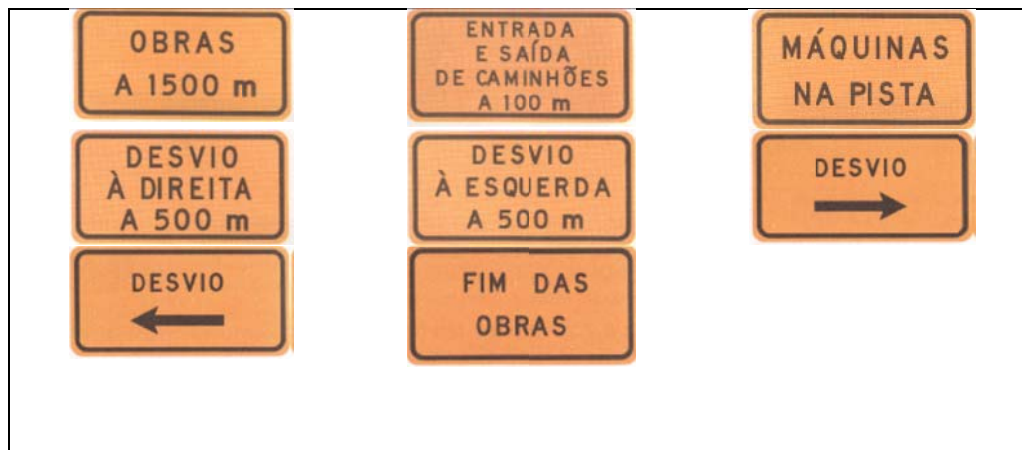 OBRAS
A 1500 m
ENTRADA
E SAÍDA
DE CAMINHÕES
A 100 m
MÁQUINAS
NA PISTA
DESVIO
À DIREITA
A 500 m
DESVIO
À ESQUERDA
A 500 m
DESVIO
DESVIO
FIM DAS
OBRAS